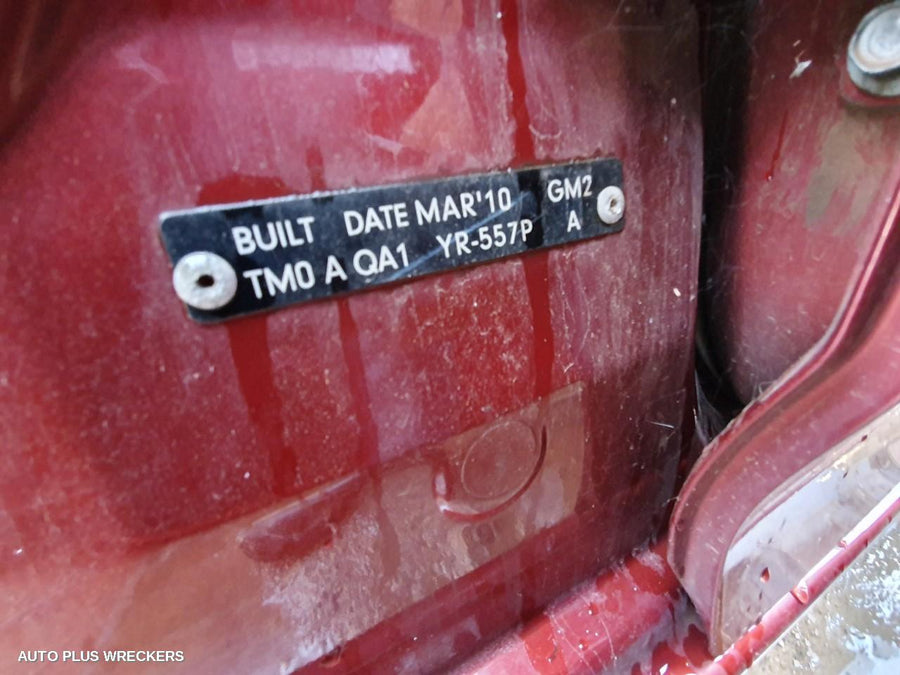 BUILT DATE MAR'10 GM2
TM0 A QA1 YR-557P A
AUTO PLUS WRECKERS